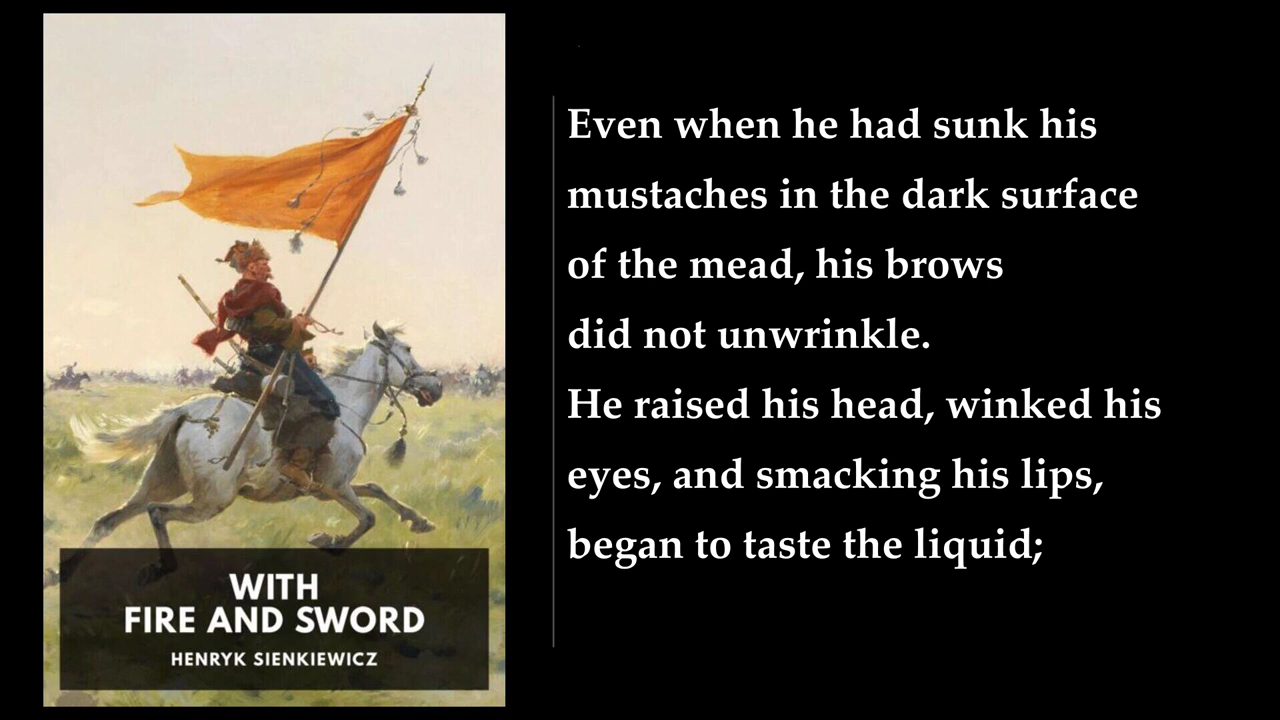 WITH
FIRE AND SWORD
HENRYK SIENKIEWICZ
Even when he had sunk his
mustaches in the dark surface
of the mead, his brows
did not unwrinkle.
He raised his head, winked his
eyes, and smacking his lips,
began to taste the liquid;